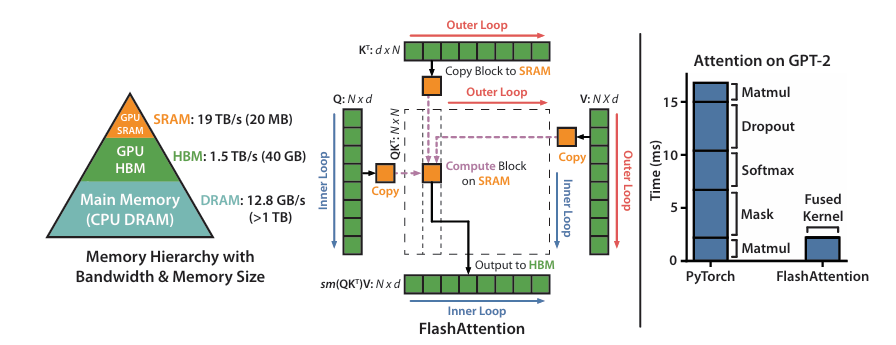 GPU
SRAM
SRAM: 19 TB/s (20 MB)
GPU
HBM
HBM: 1.5 TB/s (40 GB)
Main Memory
(CPU DRAM)
DRAM: 12.8 GB/s
(>1 TB)
Memory Hierarchy with
Bandwidth & Memory Size
Outer Loop
Kᵀ: d x N
Copy Block to SRAM
Outer Loop
Q: N x d
V: N X d
QKᵀ: N x N
Inner Loop
Copy
Compute Block
on SRAM
Copy
Inner Loop
Outer Loop
Output to HBM
sm(QKᵀ)V: N x d
Inner Loop
FlashAttention
Attention on GPT-2
Time (ms)
15
10
5
0
Matmul
Dropout
Softmax
Mask
Matmul
Fused
Kernel
PyTorch
FlashAttention